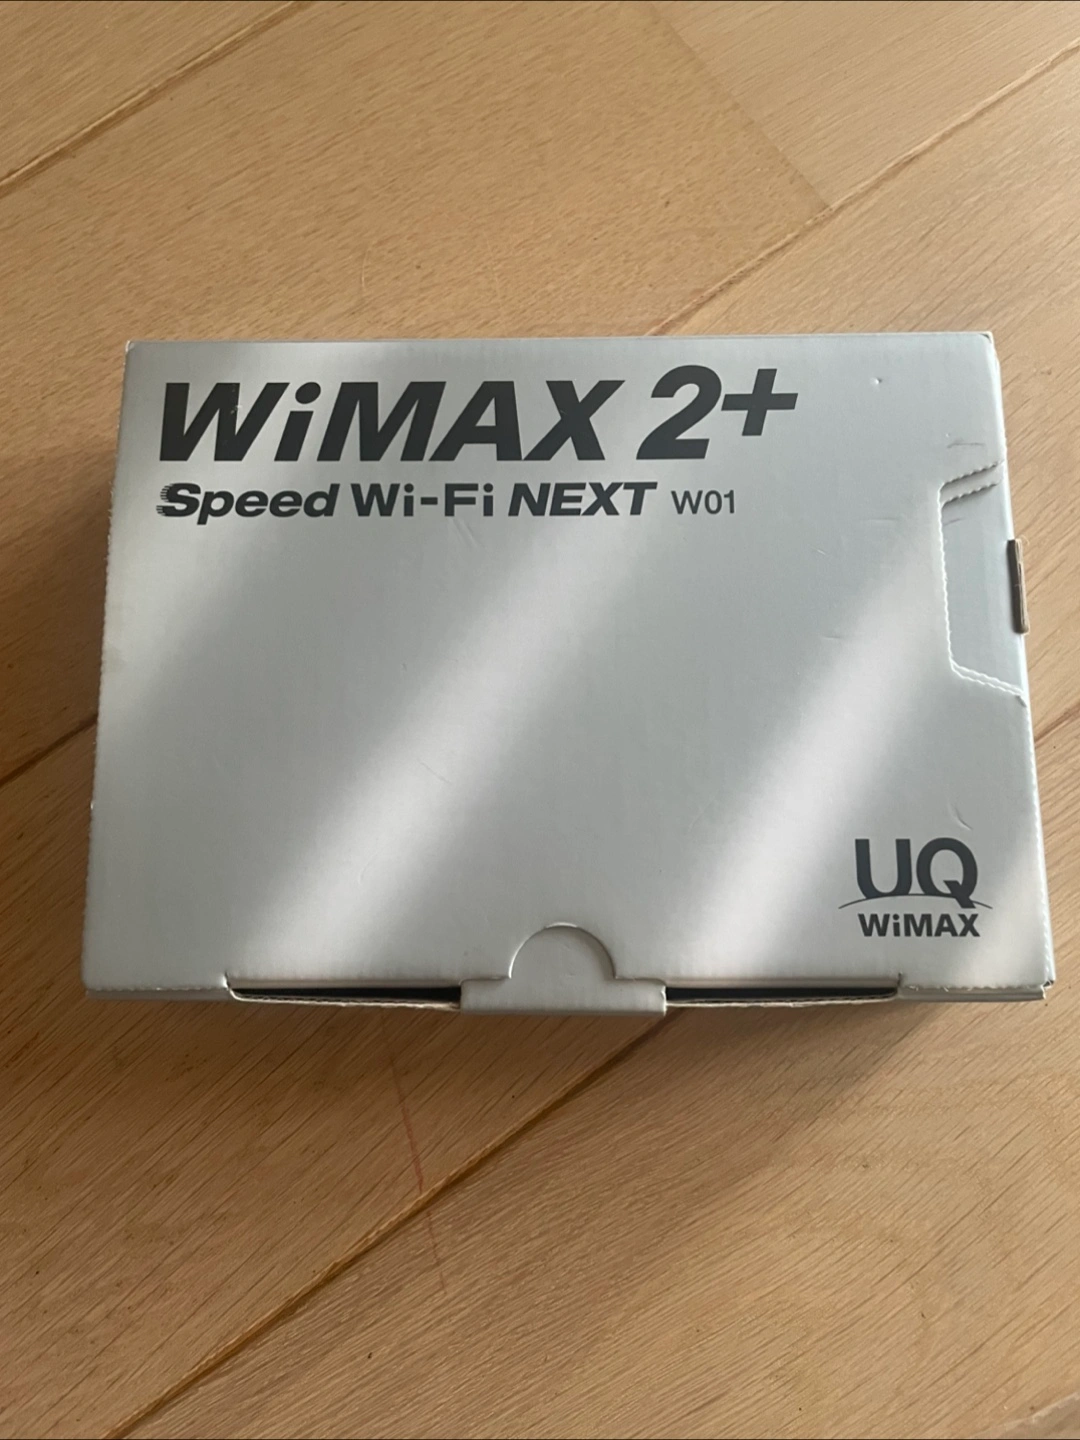 WiMAX 2+
Speed Wi-Fi NEXT W01
UQ
WiMAX